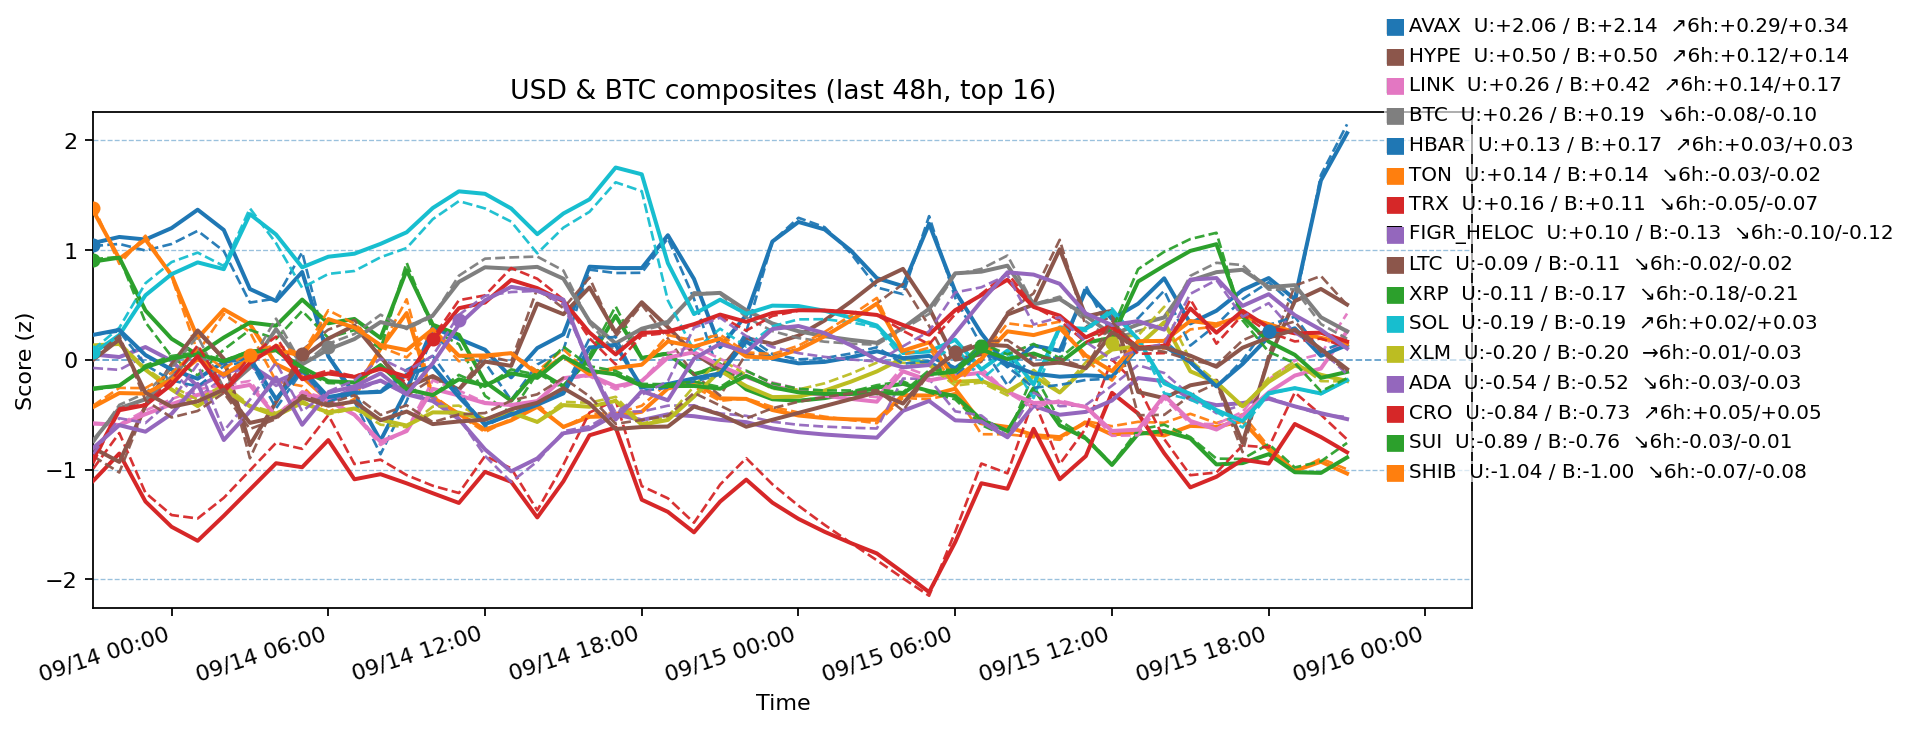 USD & BTC composites (last 48h, top 16)
AVAX U:+2.06 / B:+2.14 ↗6h:+0.29/+0.34
HYPE U:+0.50 / B:+0.50 ↗6h:+0.12/+0.14
LINK U:+0.26 / B:+0.42 ↗6h:+0.14/+0.17
BTC U:+0.26 / B:+0.19 ↘6h:-0.08/-0.10
HBAR U:+0.13 / B:+0.17 ↗6h:+0.03/+0.03
TON U:+0.14 / B:+0.14 ↘6h:-0.03/-0.02
TRX U:+0.16 / B:+0.11 ↘6h:-0.05/-0.07
FIGR_HELOC U:+0.10 / B:-0.13 ↘6h:-0.10/-0.12
LTC U:-0.09 / B:-0.11 ↘6h:-0.02/-0.02
XRP U:-0.11 / B:-0.17 ↘6h:-0.18/-0.21
SOL U:-0.19 / B:-0.19 ↗6h:+0.02/+0.03
XLM U:-0.20 / B:-0.20 →6h:-0.01/-0.03
ADA U:-0.54 / B:-0.52 ↘6h:-0.03/-0.03
CRO U:-0.84 / B:-0.73 ↗6h:+0.05/+0.05
SUI U:-0.89 / B:-0.76 ↘6h:-0.03/-0.01
SHIB U:-1.04 / B:-1.00 ↘6h:-0.07/-0.08
Score (z)
2
1
0
−1
−2
09/14 00:00
09/14 06:00
09/14 12:00
09/14 18:00
09/15 00:00
09/15 06:00
09/15 12:00
09/15 18:00
09/16 00:00
Time